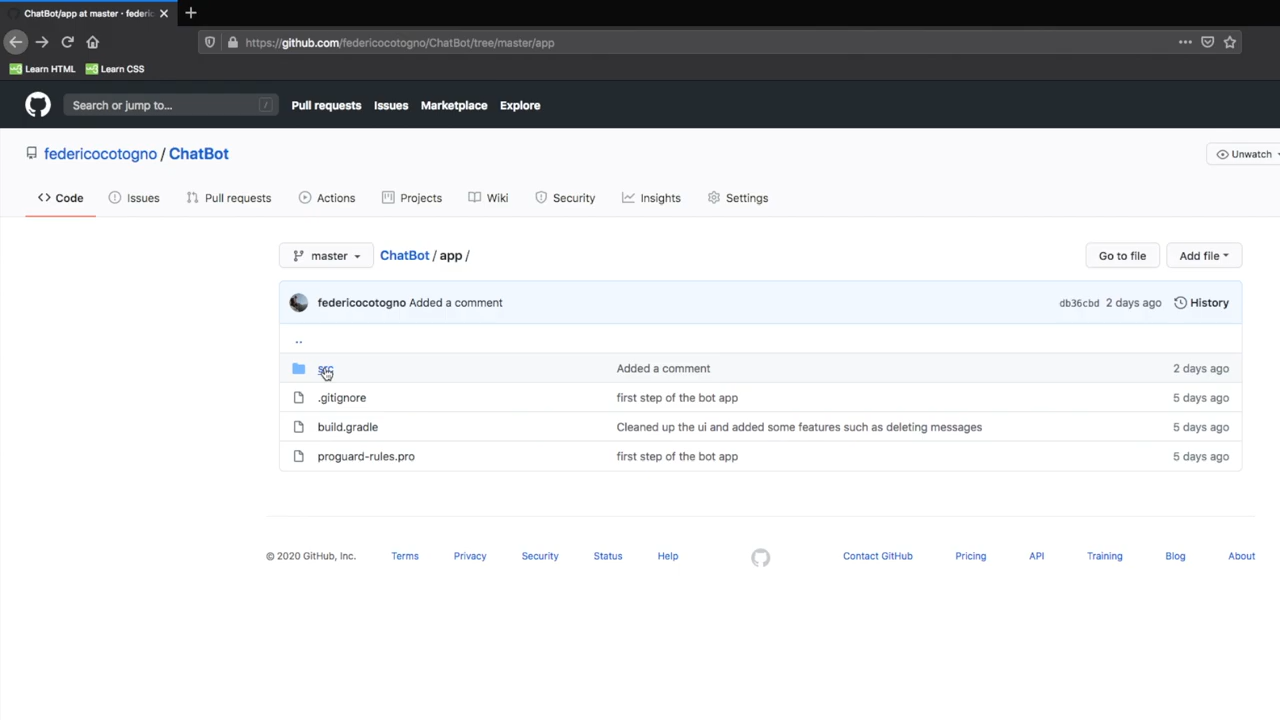 ChatBot/app at master · federic
https://github.com/federicocotogno/ChatBot/tree/master/app
Learn HTML Learn CSS
Search or jump to... / Pull requests Issues Marketplace Explore
federicocotogno / ChatBot Unwatch
<> Code Issues Pull requests Actions Projects Wiki Security Insights Settings
master ChatBot / app / Go to file Add file
federicocotogno Added a comment db36cbd 2 days ago History
..
src Added a comment 2 days ago
.gitignore first step of the bot app 5 days ago
build.gradle Cleaned up the ui and added some features such as deleting messages 5 days ago
proguard-rules.pro first step of the bot app 5 days ago
© 2020 GitHub, Inc. Terms Privacy Security Status Help Contact GitHub Pricing API Training Blog About